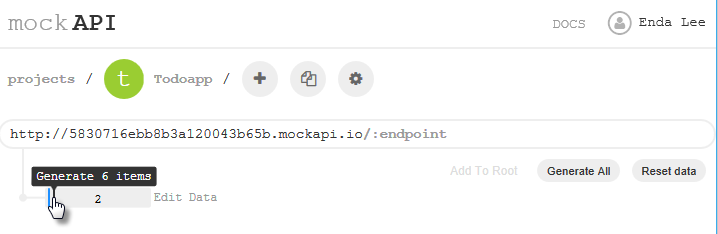 mockAPI DOCS Enda Lee
projects / t Todoapp /
http://5830716ebb8b3a120043b65b.mockapi.io/:endpoint
Add To Root Generate All Reset data
Generate 6 items
2 Edit Data